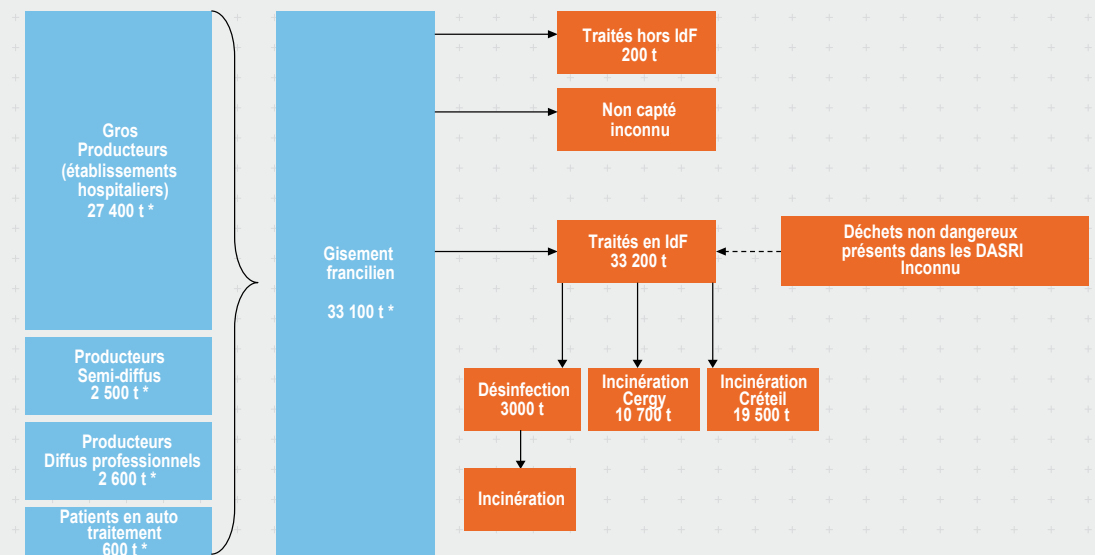 Gros
Producteurs
(établissements
hospitaliers)
27 400 t *
Producteurs
Semi-diffus
2 500 t *
Producteurs
Diffus professionnels
2 600 t *
Patients en auto
traitement
600 t *
Gisement
francilien
33 100 t *
Traités hors IdF
200 t
Non capté
inconnu
Traités en IdF
33 200 t
Déchets non dangereux
présents dans les DASRI
Inconnu
Désinfection
3000 t
Incinération
Cergy
10 700 t
Incinération
Créteil
19 500 t
Incinération